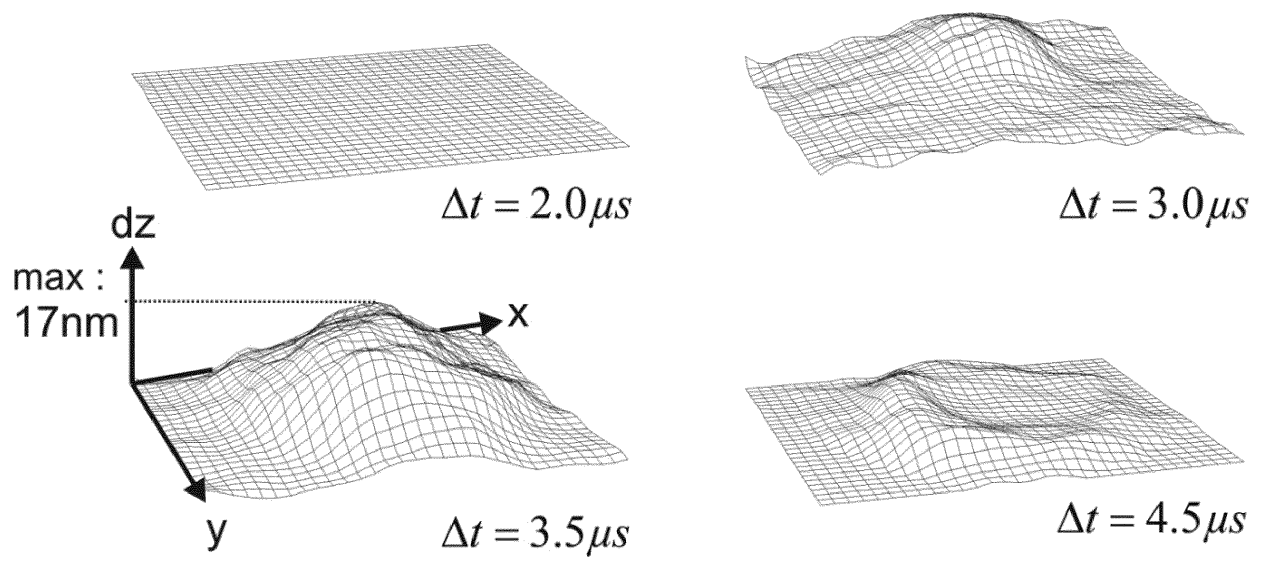 Δt = 2.0μs
Δt = 3.0μs
dz
max :
17nm
x
y
Δt = 3.5μs
Δt = 4.5μs